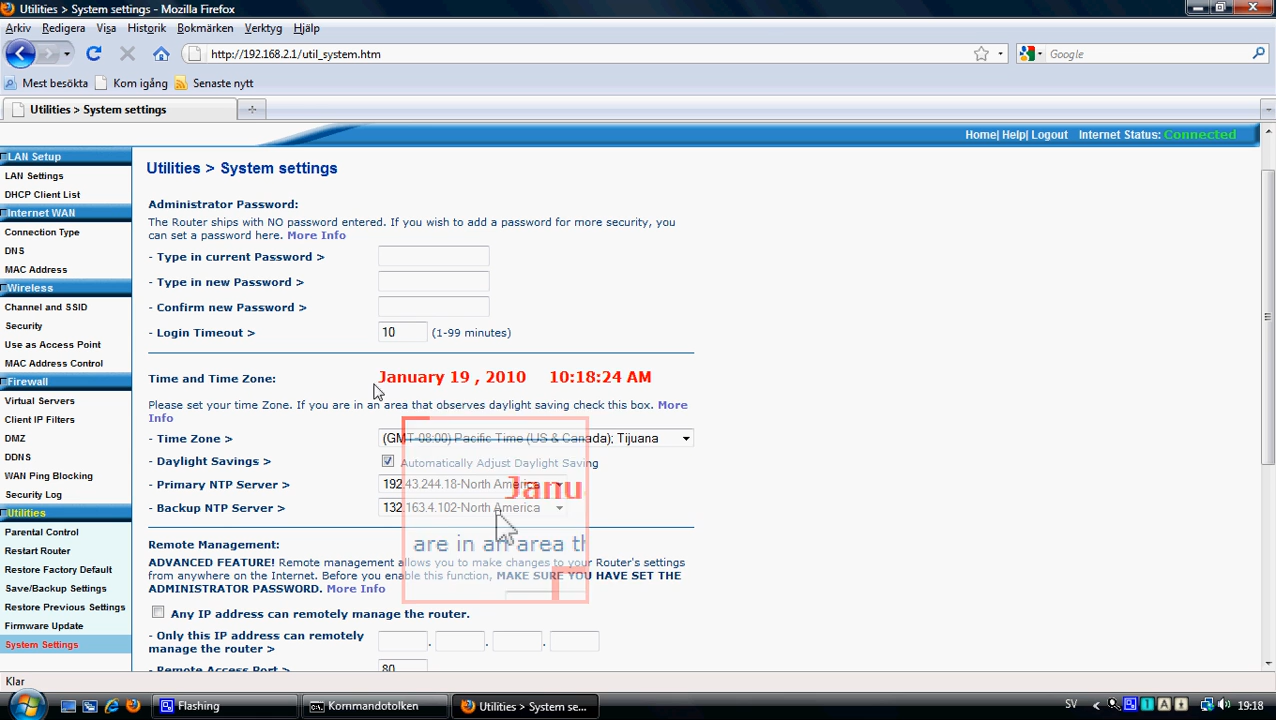 Utilities > System settings - Mozilla Firefox
Arkiv Redigera Visa Historik Bokmärken Verktyg Hjälp
http://192.168.2.1/util_system.htm
Google
Mest besökta Kom igång Senaste nytt
Utilities > System settings
Home| Help| Logout Internet Status: Connected
LAN Setup
LAN Settings
DHCP Client List
Internet WAN
Connection Type
DNS
MAC Address
Wireless
Channel and SSID
Security
Use as Access Point
MAC Address Control
Firewall
Virtual Servers
Client IP Filters
DMZ
DDNS
WAN Ping Blocking
Security Log
Utilities
Parental Control
Restart Router
Restore Factory Default
Save/Backup Settings
Restore Previous Settings
Firmware Update
System Settings
Utilities > System settings
Administrator Password:
The Router ships with NO password entered. If you wish to add a password for more security, you
can set a password here. More Info
- Type in current Password >
- Type in new Password >
- Confirm new Password >
- Login Timeout > 10 (1-99 minutes)
Time and Time Zone: January 19 , 2010 10:18:24 AM
Please set your time Zone. If you are in an area that observes daylight saving check this box. More
Info
- Time Zone > (GMT-08:00) Pacific Time (US & Canada); Tijuana
- Daylight Savings > Automatically Adjust Daylight Saving
- Primary NTP Server > 192.43.244.18-North America
Janu
- Backup NTP Server > 132.163.4.102-North America
are in an area th
Remote Management:
ADVANCED FEATURE! Remote management allows you to make changes to your Router's settings
from anywhere on the Internet. Before you enable this function, MAKE SURE YOU HAVE SET THE
ADMINISTRATOR PASSWORD. More Info
Any IP address can remotely manage the router.
- Only this IP address can remotely
manage the router > . . .
- Remote Access Port > 80
Klar
Flashing Kommandotolken Utilities > System se... SV 19:18